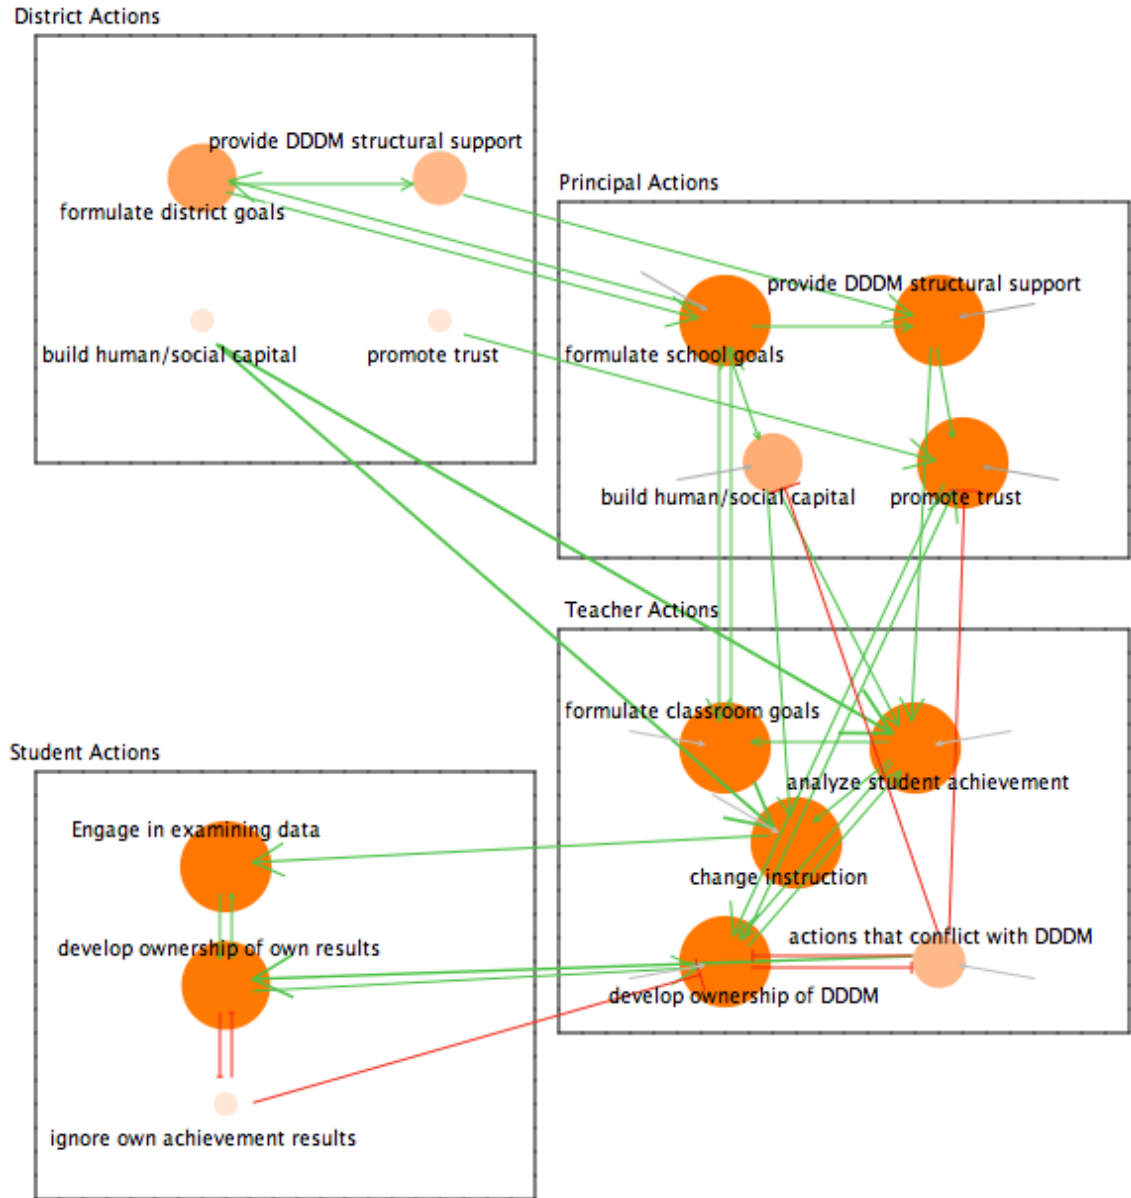 District Actions
provide DDDM structural support
formulate district goals
build human/social capital
promote trust
Principal Actions
provide DDDM structural support
formulate school goals
build human/social capital
promote trust
Teacher Actions
formulate classroom goals
analyze student achievement
change instruction
actions that conflict with DDDM
develop ownership of DDDM
Student Actions
Engage in examining data
develop ownership of own results
ignore own achievement results